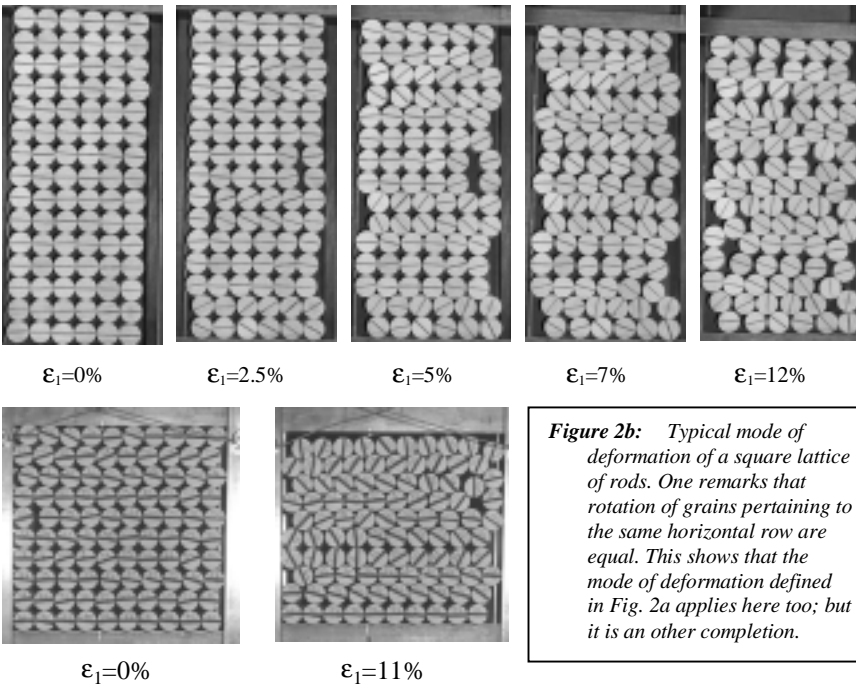 ε₁=0%
ε₁=2.5%
ε₁=5%
ε₁=7%
ε₁=12%
ε₁=0%
ε₁=11%
Figure 2b: Typical mode of
deformation of a square lattice
of rods. One remarks that
rotation of grains pertaining to
the same horizontal row are
equal. This shows that the
mode of deformation defined
in Fig. 2a applies here too; but
it is an other completion.